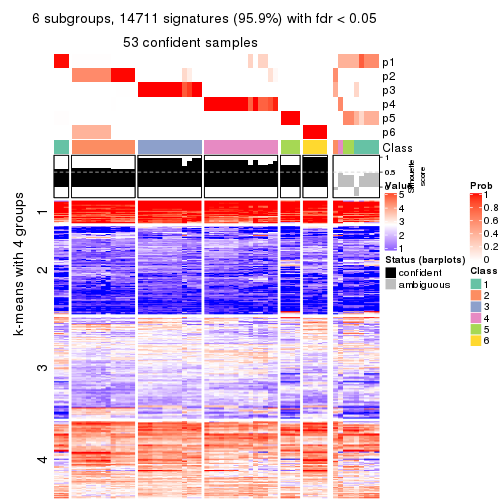 6 subgroups, 14711 signatures (95.9%) with fdr < 0.05
53 confident samples
p1
p2
p3
p4
p5
p6
Class
1
0.5
0
Silhouette
score
k-means with 4 groups
1
2
3
4
Value
5
4
3
2
1
Status (barplots)
confident
ambiguous
Prob
1
0.8
0.6
0.4
0.2
0
Class
1
2
3
4
5
6